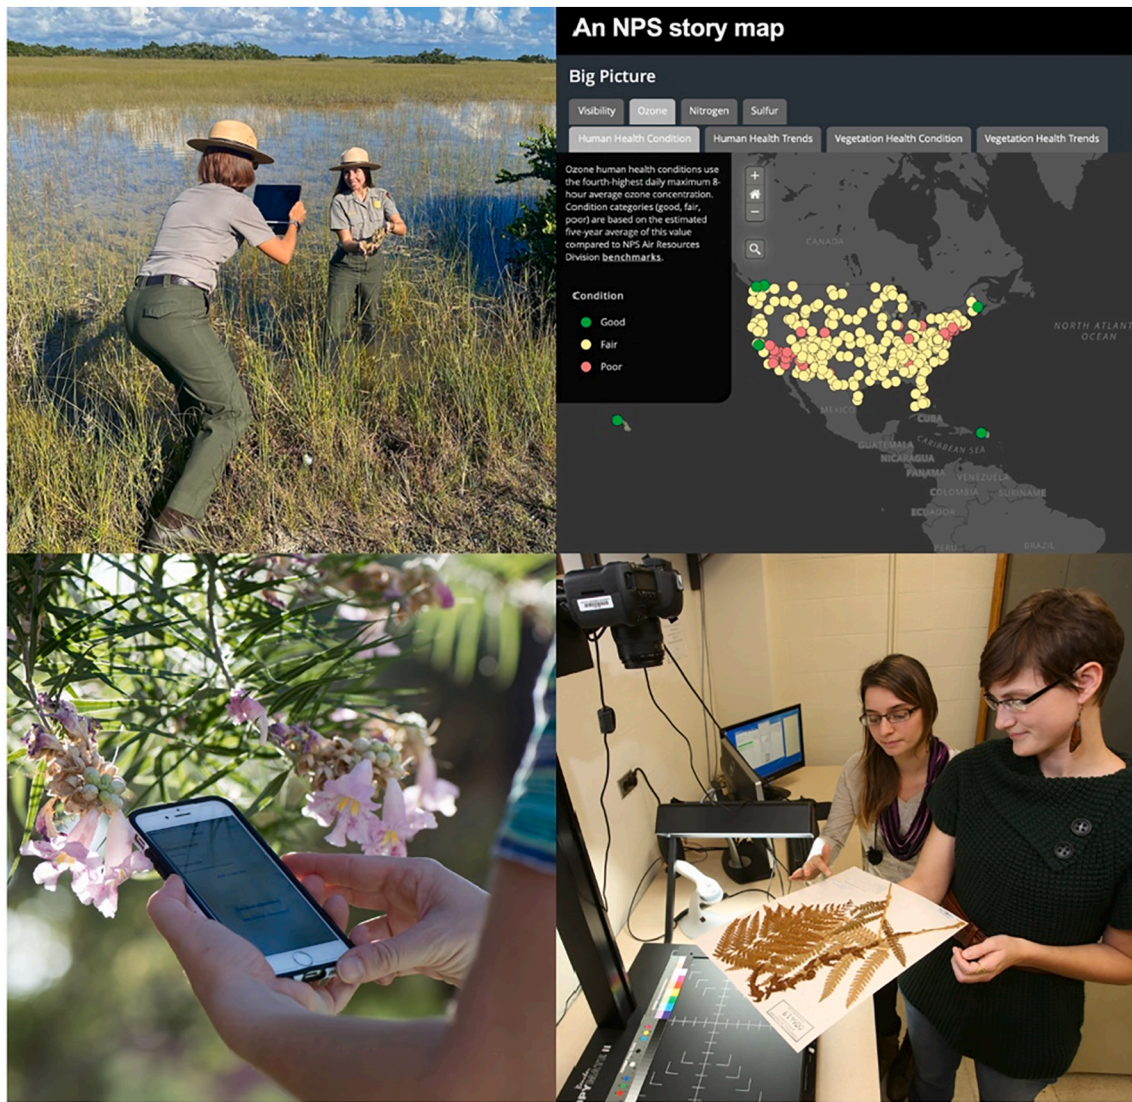 An NPS story map
Big Picture
Visibility
Ozone
Nitrogen
Sulfur
Human Health Condition
Human Health Trends
Vegetation Health Condition
Vegetation Health Trends
Ozone human health conditions use
the fourth-highest daily maximum 8-
hour average ozone concentration.
Condition categories (good, fair,
poor) are based on the estimated
five-year average of this value
compared to NPS Air Resources
Division benchmarks.
Condition
Good
Fair
Poor
CANADA
NORTH ATLANT
OCEAN
MEXICO
CUBA
GUATEMALA
CARIBBEAN SEA
NICARAGUA
PANAMA
VENEZUELA
COLOMBIA
SURINAME
ECUADOR
PERU
BRAZIL